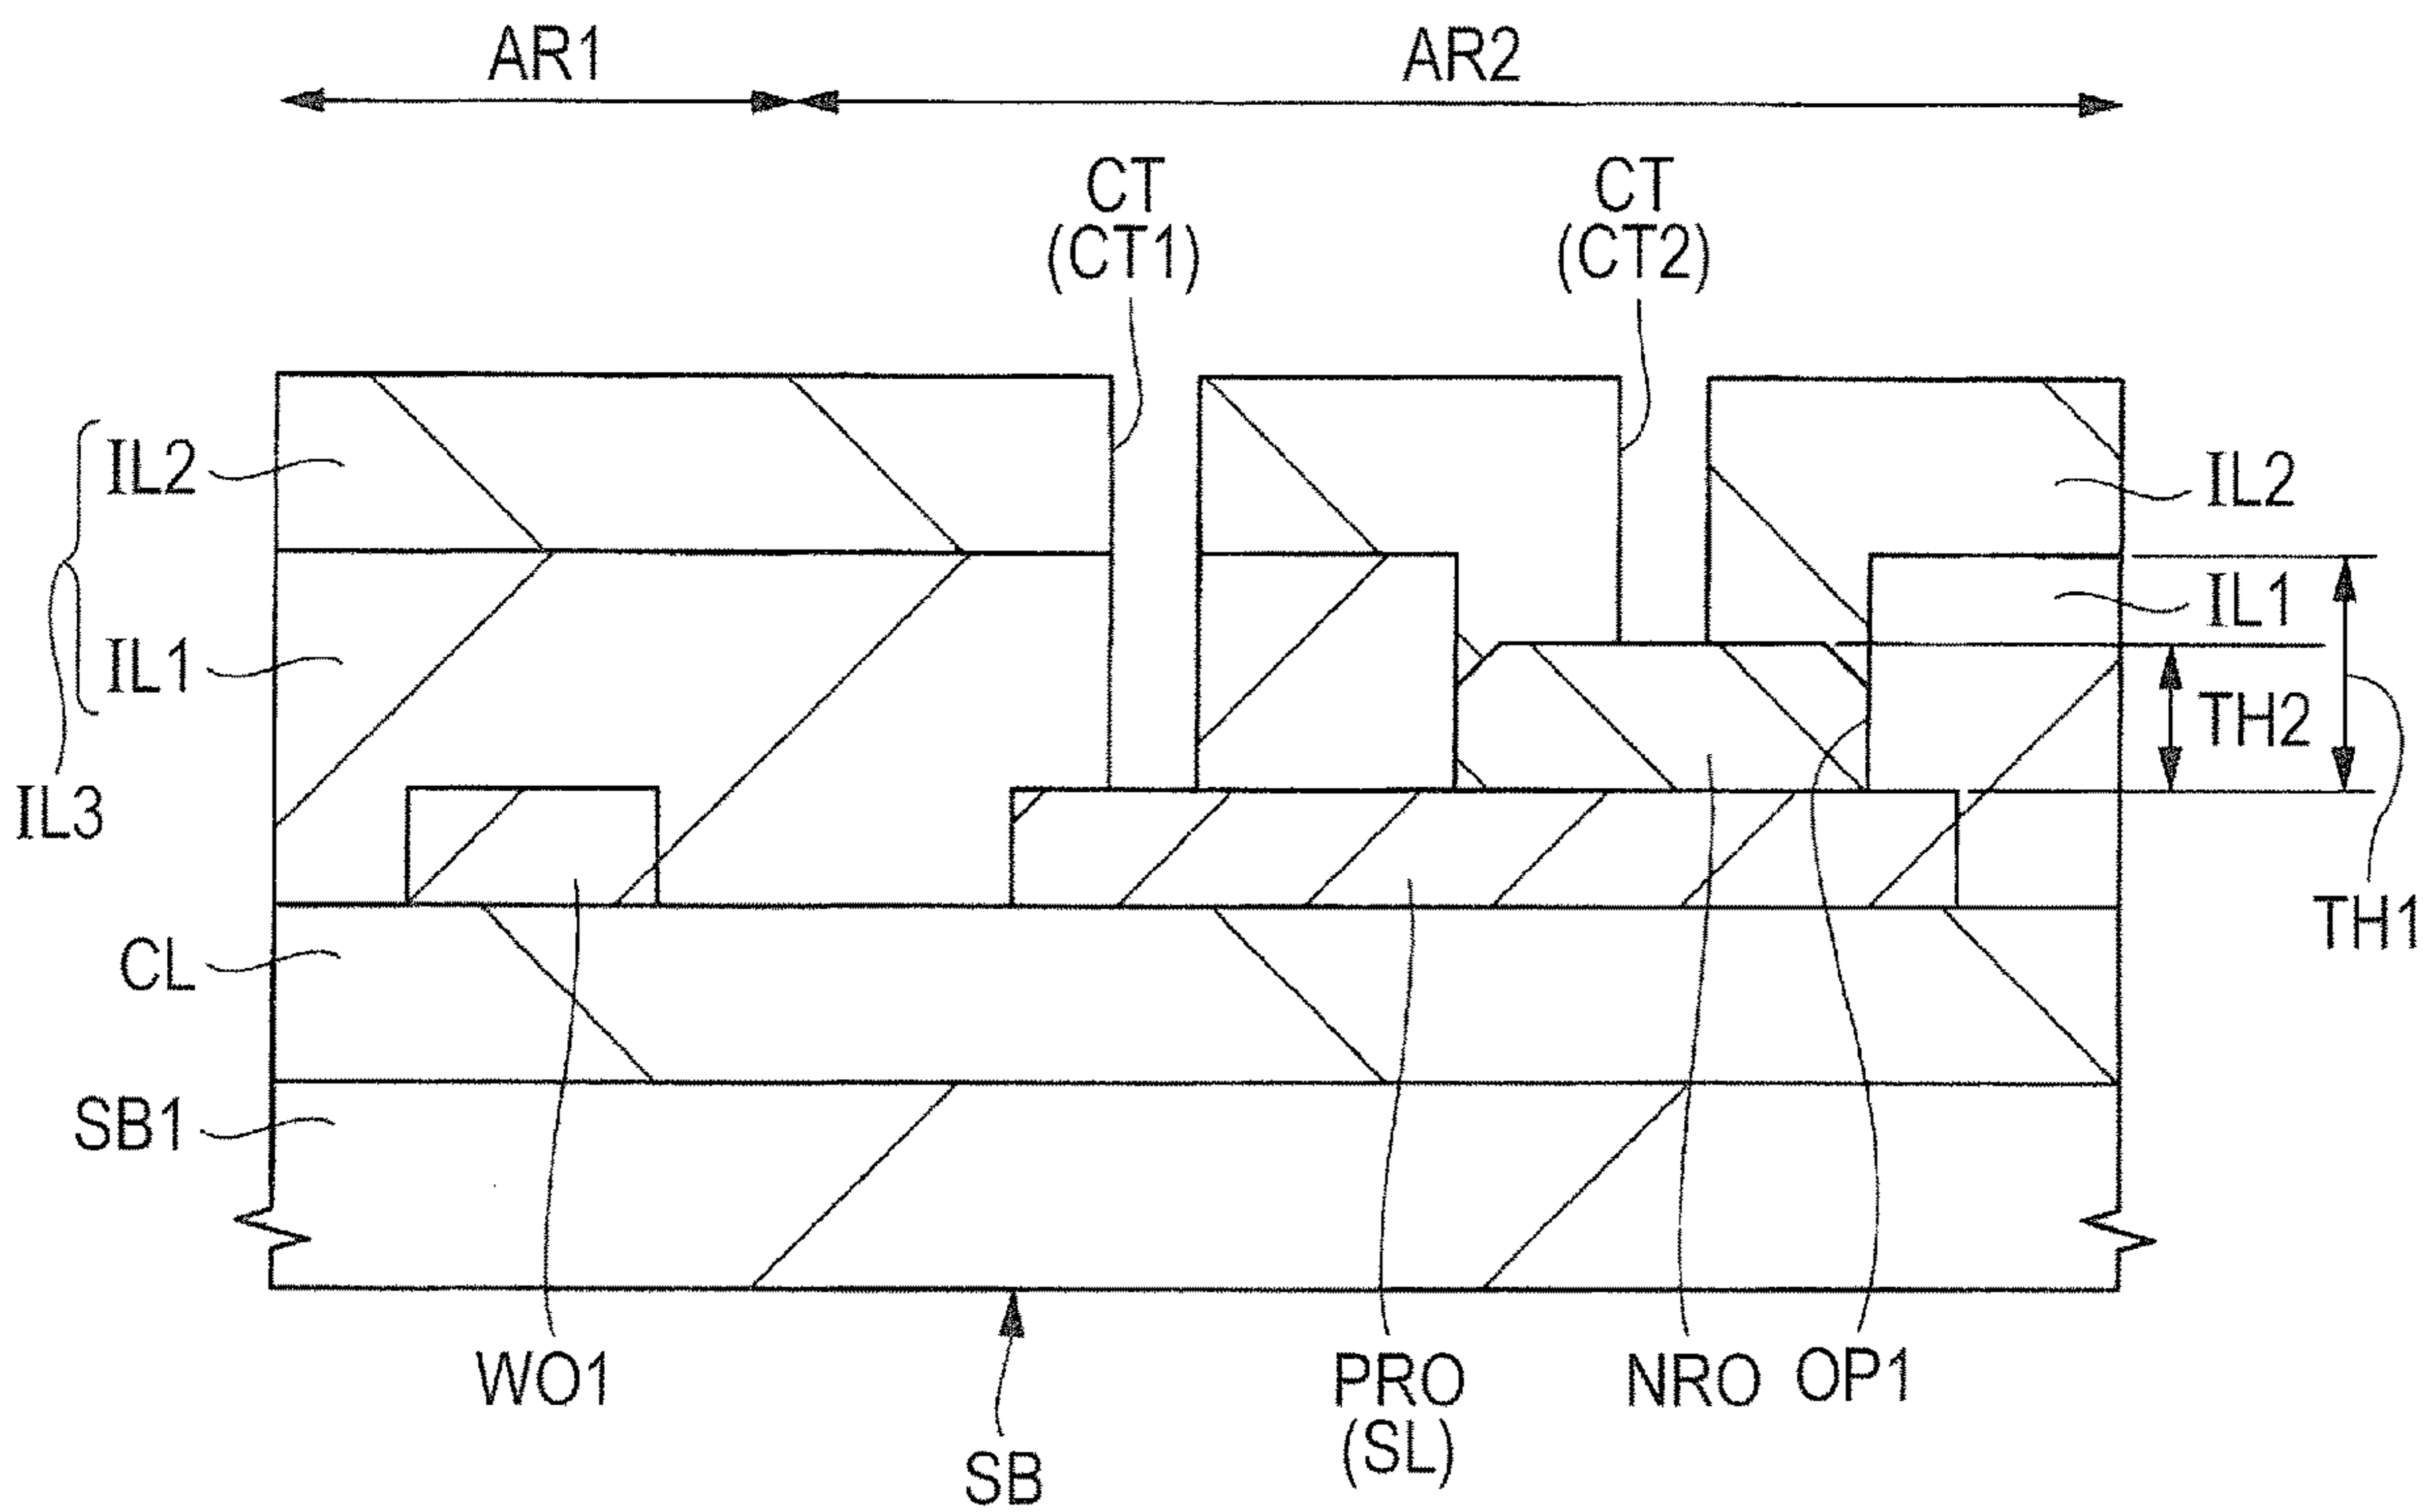 AR1
AR2
CT
(CT1)
CT
(CT2)
IL2
IL1
IL3
IL2
IL1
TH2
TH1
CL
SB1
WO1
SB
PRO
(SL)
NRO
OP1